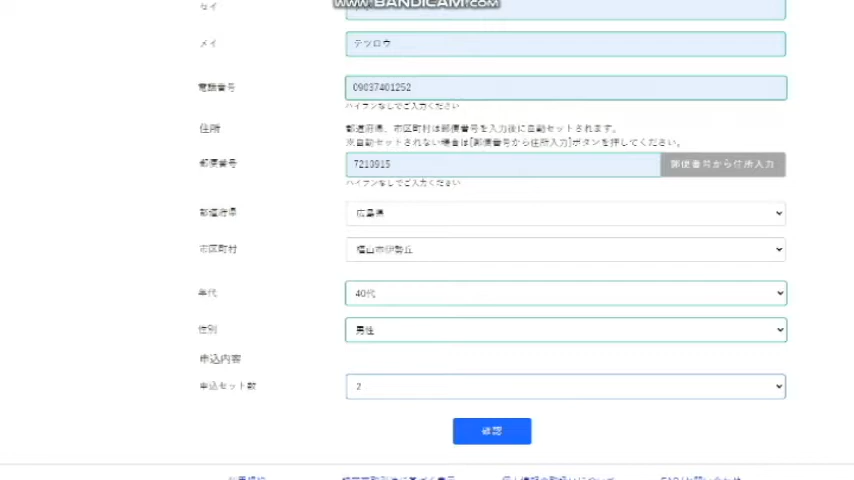 www.BANDICAM.com
セイ
メイ
テツロウ
電話番号
09037401252
ハイフンなしでご入力ください
住所
都道府県、市区町村は郵便番号を入力後に自動セットされます。
※自動セットされない場合は[郵便番号から住所入力]ボタンを押してください。
郵便番号
7210915
郵便番号から住所入力
ハイフンなしでご入力ください
都道府県
広島県
市区町村
福山市伊勢丘
年代
40代
性別
男性
申込内容
申込セット数
2
確認